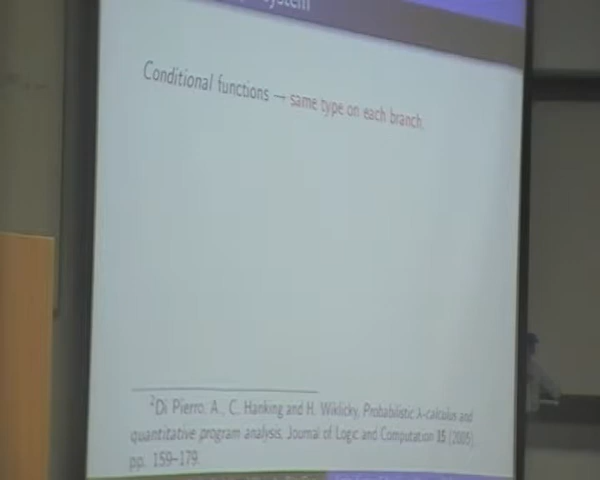 system
Conditional functions — same type on each branch.
²Di Pierro, A., C. Hanking and H. Wiklicky, Probabilistic λ-calculus and
quantitative program analysis, Journal of Logic and Computation 15 (2005)
pp. 159–179.